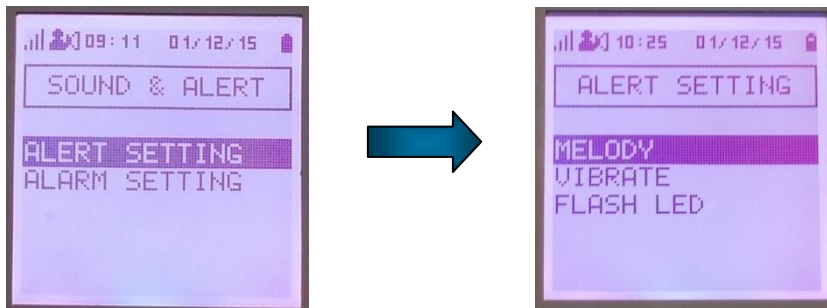 09:11 01/12/15
SOUND & ALERT
ALERT SETTING
ALARM SETTING
10:25 01/12/15
ALERT SETTING
MELODY
VIBRATE
FLASH LED